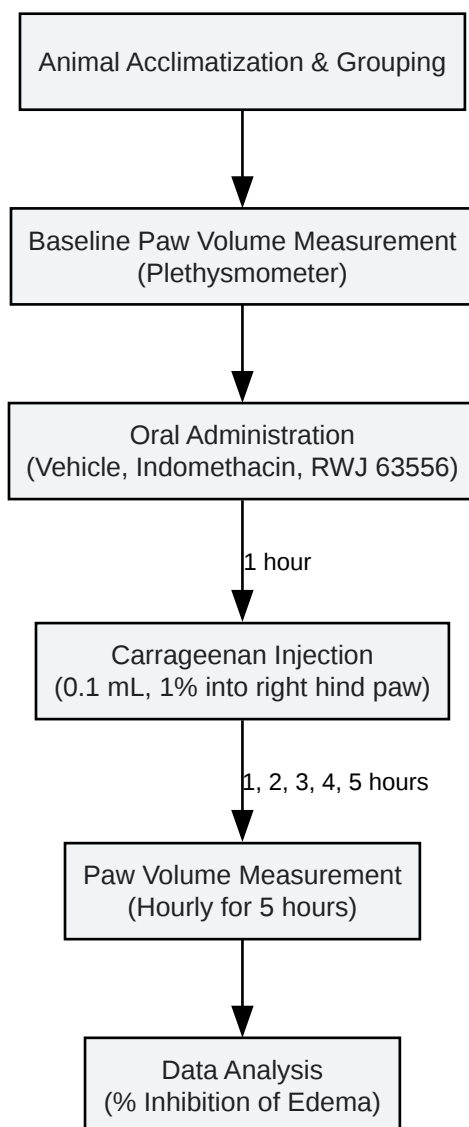 Animal Acclimatization & Grouping
Baseline Paw Volume Measurement
(Plethysmometer)
Oral Administration
(Vehicle, Indomethacin, RWJ 63556)
1 hour
Carrageenan Injection
(0.1 mL, 1% into right hind paw)
1, 2, 3, 4, 5 hours
Paw Volume Measurement
(Hourly for 5 hours)
Data Analysis
(% Inhibition of Edema)